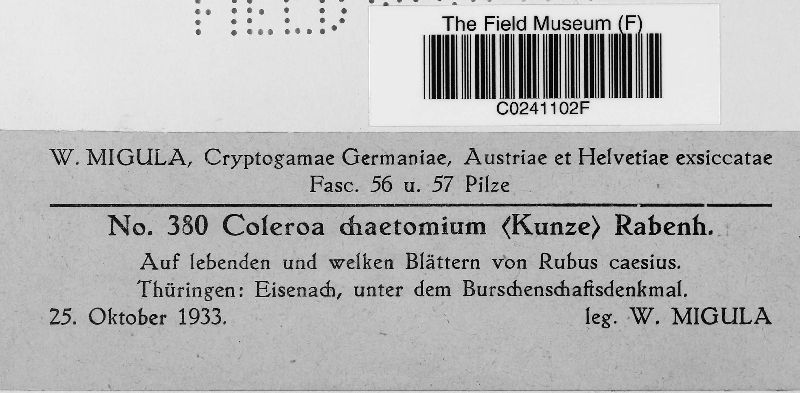 FIELD
The Field Museum (F)
C0241102F
W. MIGULA, Cryptogamae Germaniae, Austriae et Helvetiae exsiccatae
Fasc. 56 u. 57 Pilze
No. 380 Coleroa chaetomium ⟨Kunze⟩ Rabenh.
Auf lebenden und welken Blättern von Rubus caesius.
Thüringen: Eisenach, unter dem Burschenschaftsdenkmal.
25. Oktober 1933. leg. W. MIGULA